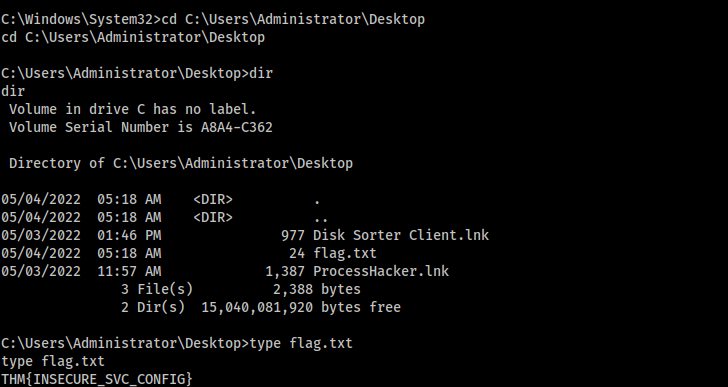 C:\Windows\System32>cd C:\Users\Administrator\Desktop
cd C:\Users\Administrator\Desktop
C:\Users\Administrator\Desktop>dir
dir
 Volume in drive C has no label.
 Volume Serial Number is A8A4-C362
 Directory of C:\Users\Administrator\Desktop
05/04/2022  05:18 AM    <DIR>          .
05/04/2022  05:18 AM    <DIR>          ..
05/03/2022  01:46 PM               977 Disk Sorter Client.lnk
05/04/2022  05:18 AM                24 flag.txt
05/03/2022  11:57 AM             1,387 ProcessHacker.lnk
               3 File(s)          2,388 bytes
               2 Dir(s)  15,040,081,920 bytes free
C:\Users\Administrator\Desktop>type flag.txt
type flag.txt
THM{INSECURE_SVC_CONFIG}